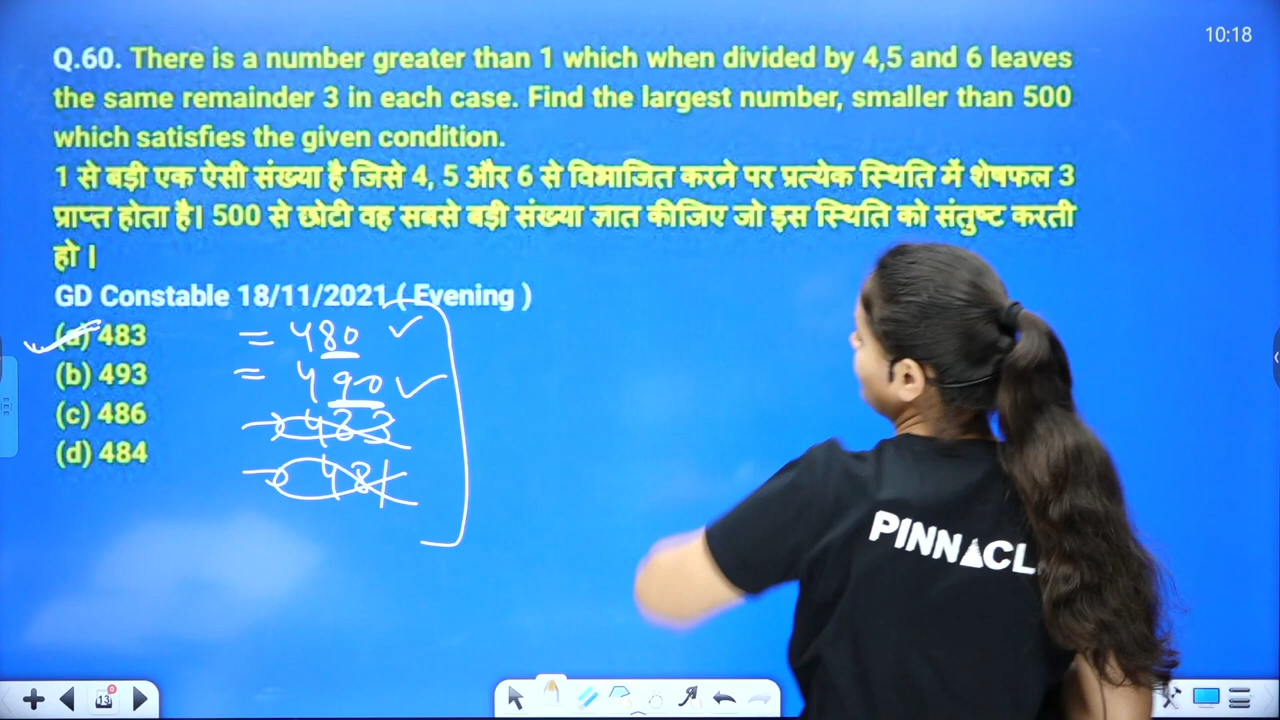 10:18
Q.60. There is a number greater than 1 which when divided by 4,5 and 6 leaves
the same remainder 3 in each case. Find the largest number, smaller than 500
which satisfies the given condition.
1 से बड़ी एक ऐसी संख्या है जिसे 4, 5 और 6 से विभाजित करने पर प्रत्येक स्थिति में शेषफल 3
प्राप्त होता है। 500 से छोटी वह सबसे बड़ी संख्या ज्ञात कीजिए जो इस स्थिति को संतुष्ट करती
हो ।
GD Constable 18/11/2021 ( Evening )
(a) 483
= 480
(b) 493
= 490
(c) 486
483
(d) 484
481
PINNACL
13